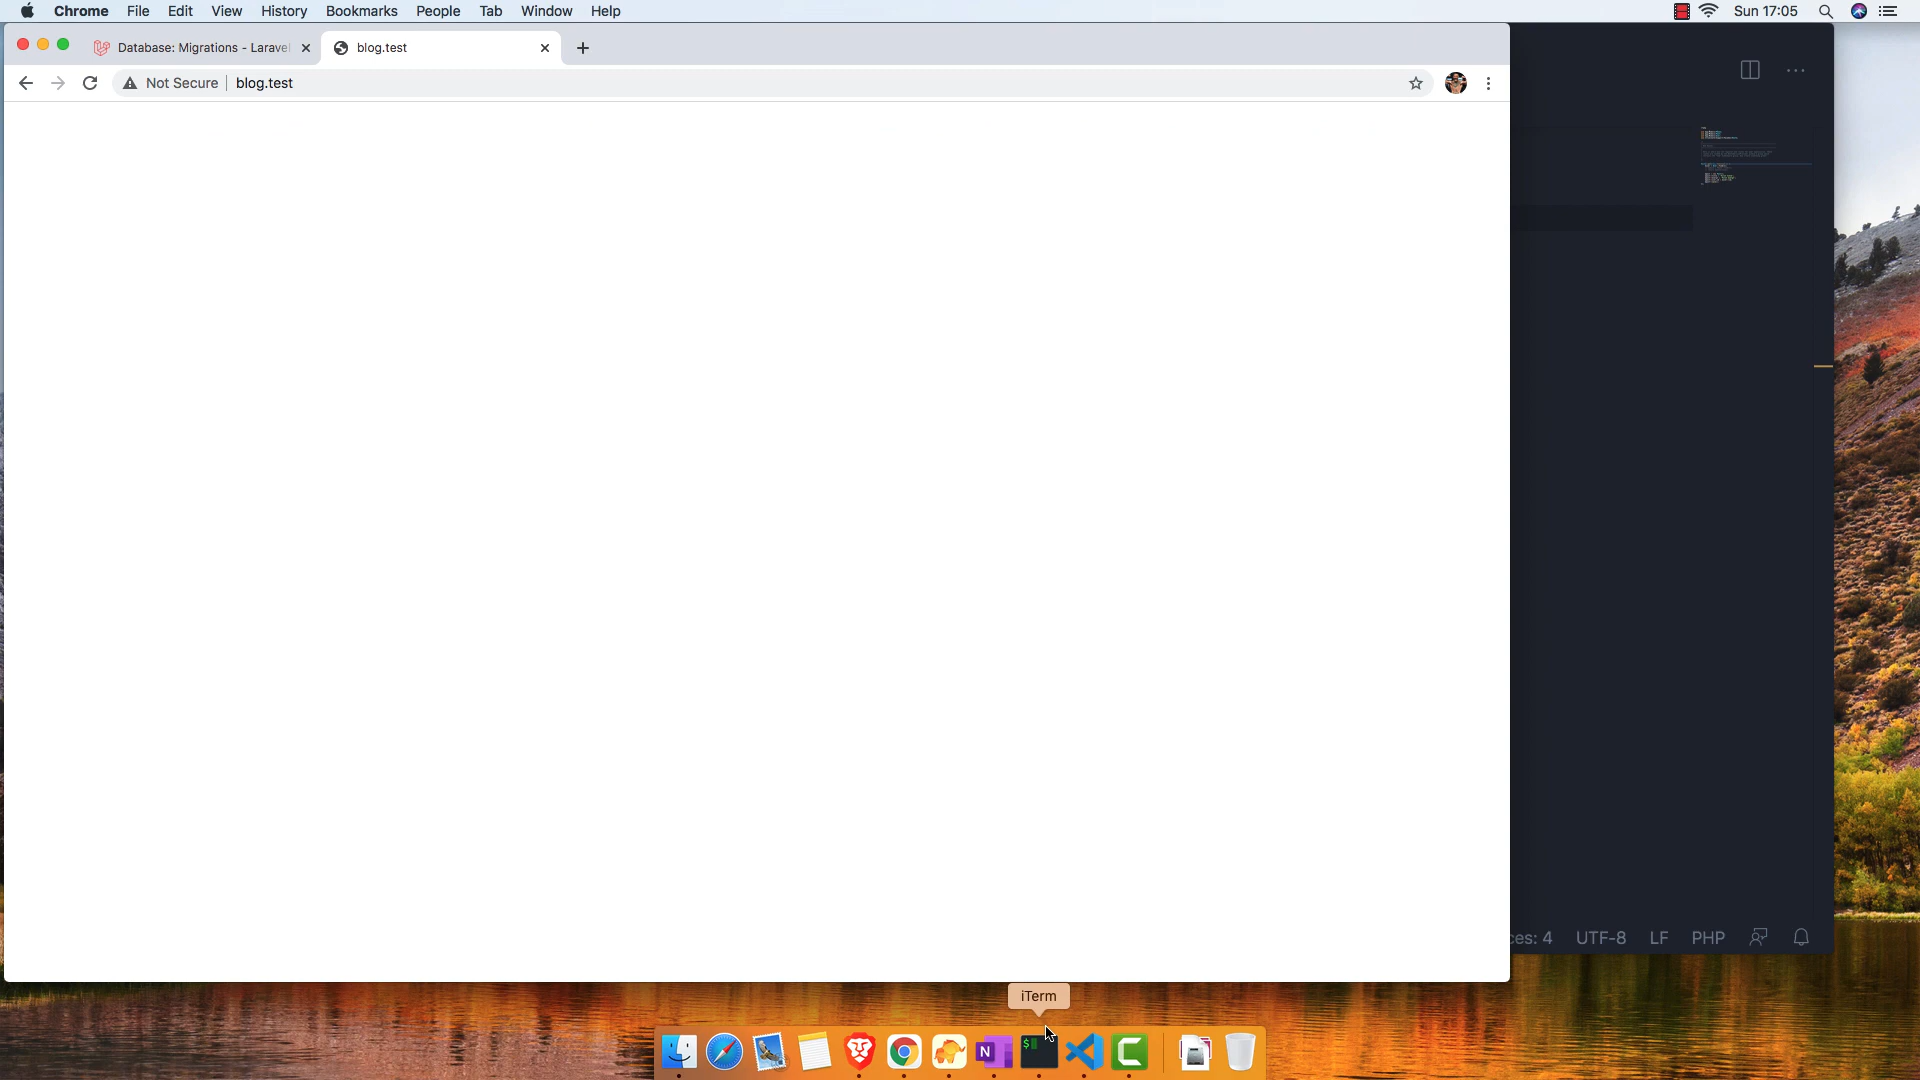 Chrome File Edit View History Bookmarks People Tab Window Help Sun 17:05
Database: Migrations - Laravel blog.test
Not Secure blog.test
ces: 4 UTF-8 LF PHP
iTerm